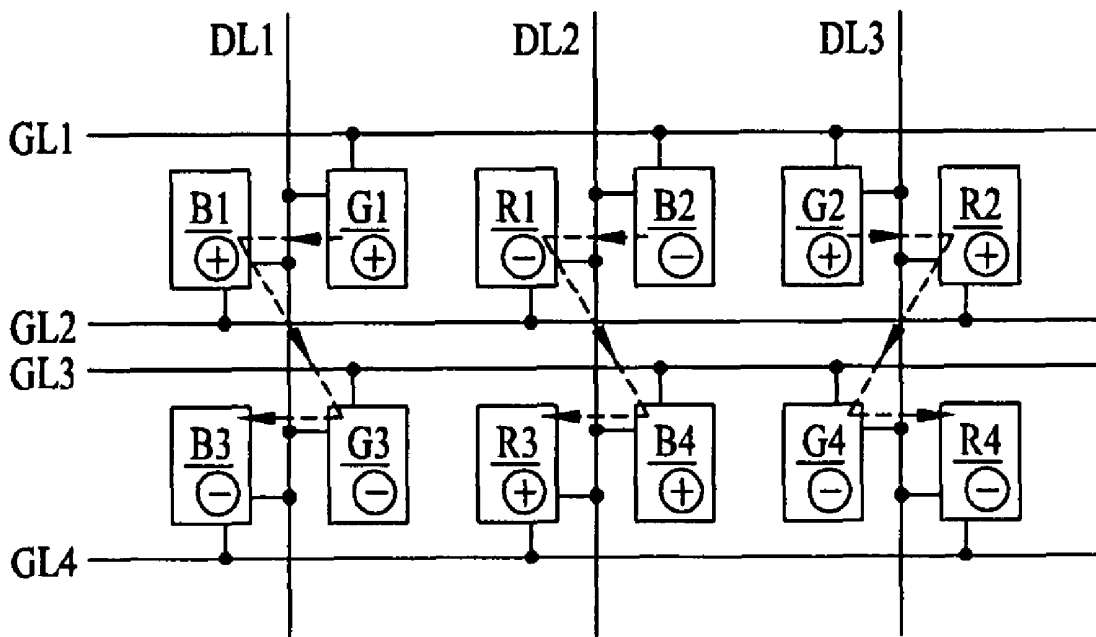 DL1 DL2 DL3
GL1
B1 G1 R1 B2 G2 R2
+ + − − + +
GL2
GL3
B3 G3 R3 B4 G4 R4
− − + + − −
GL4